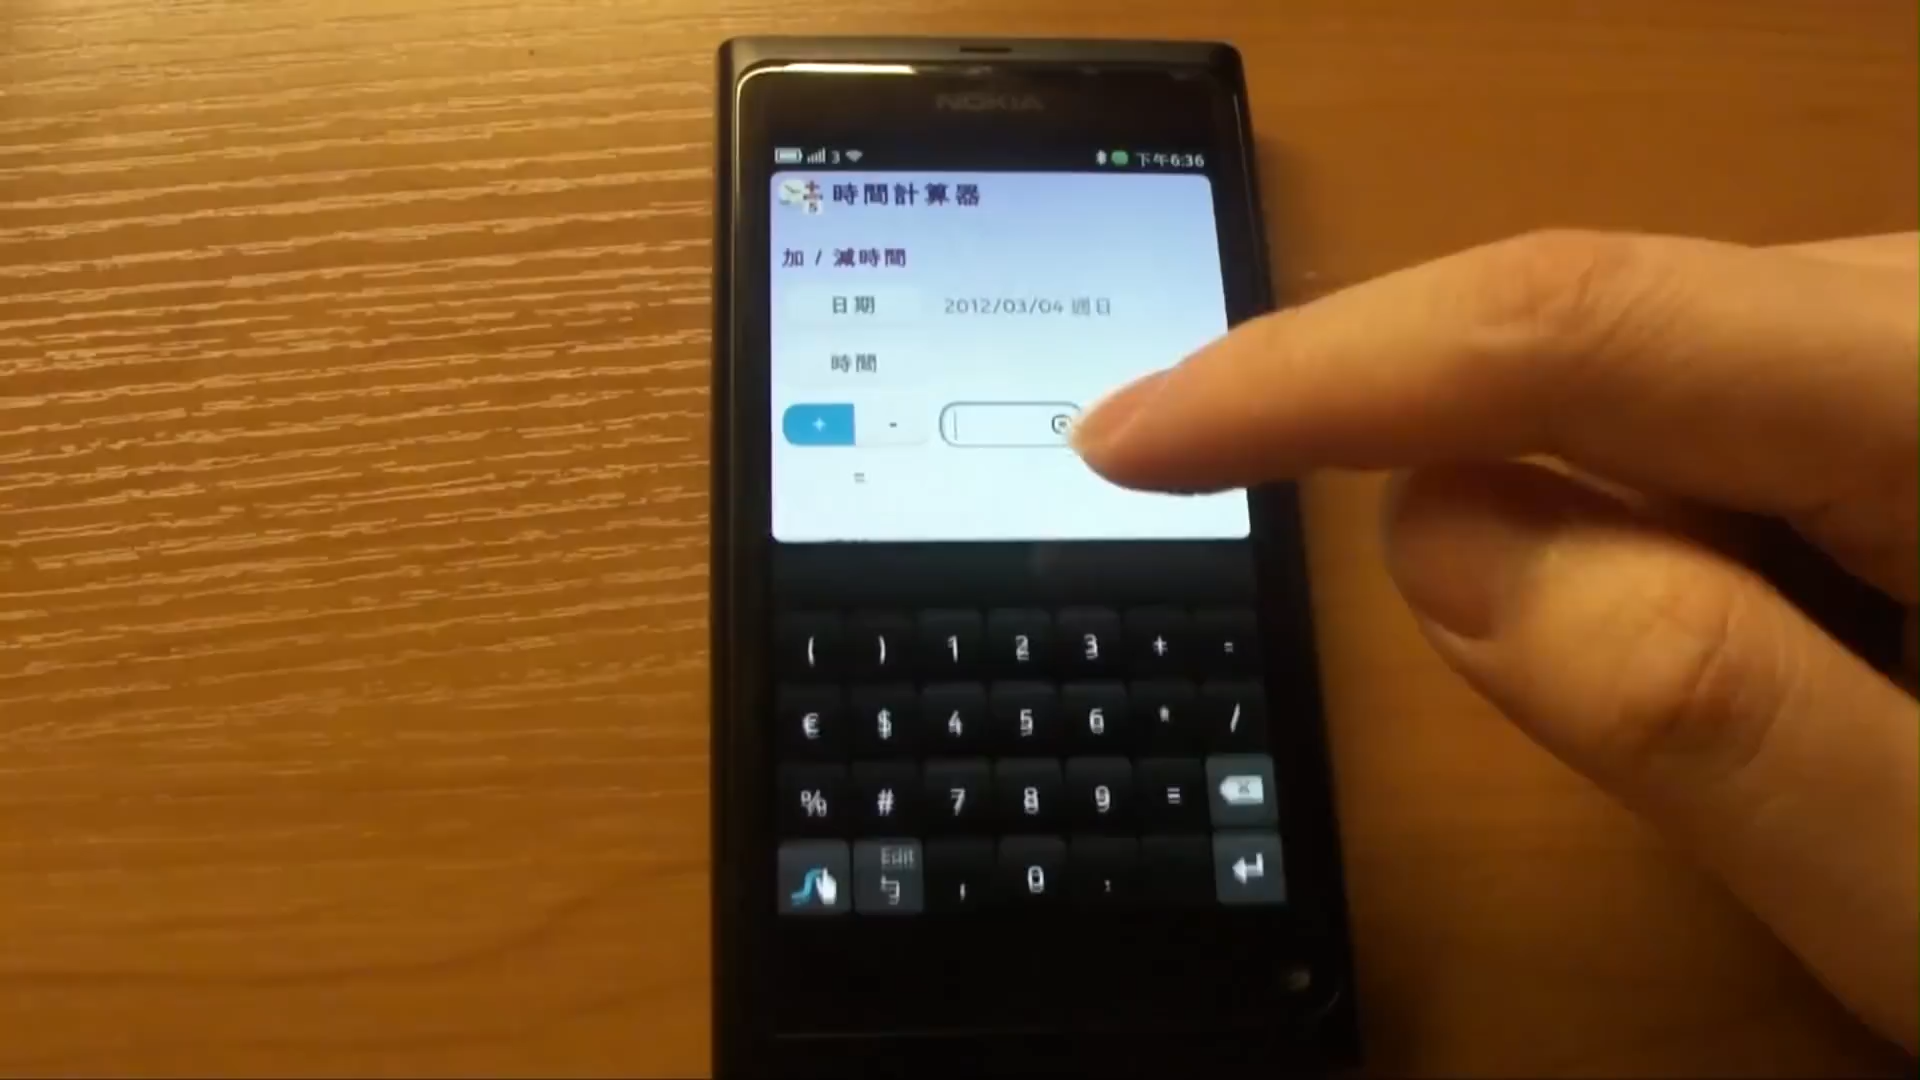 NOKIA
3 下午6:36
時間計算器
加 / 減時間
日期 2012/03/04 週日
時間
+ -
=
( ) 1 2 3 + -
€ $ 4 5 6 * /
% # 7 8 9 =
Edit
0